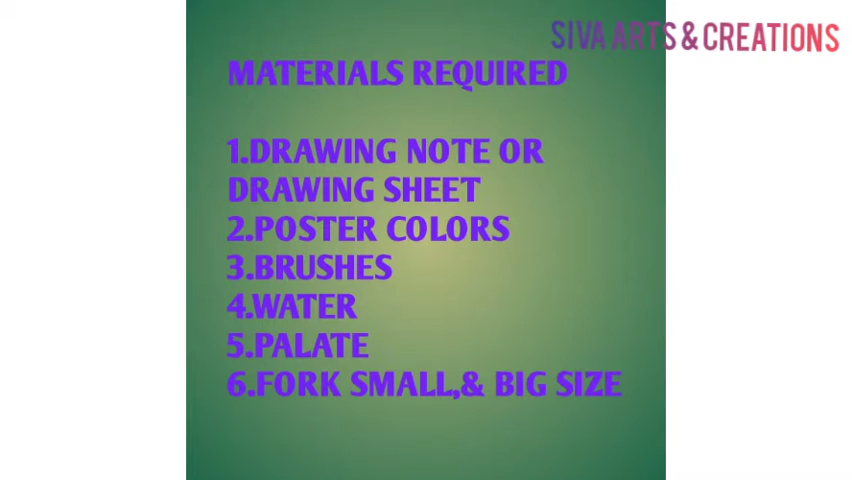 SIVA ARTS & CREATIONS
MATERIALS REQUIRED
1.DRAWING NOTE OR
DRAWING SHEET
2.POSTER COLORS
3.BRUSHES
4.WATER
5.PALATE
6.FORK SMALL,& BIG SIZE